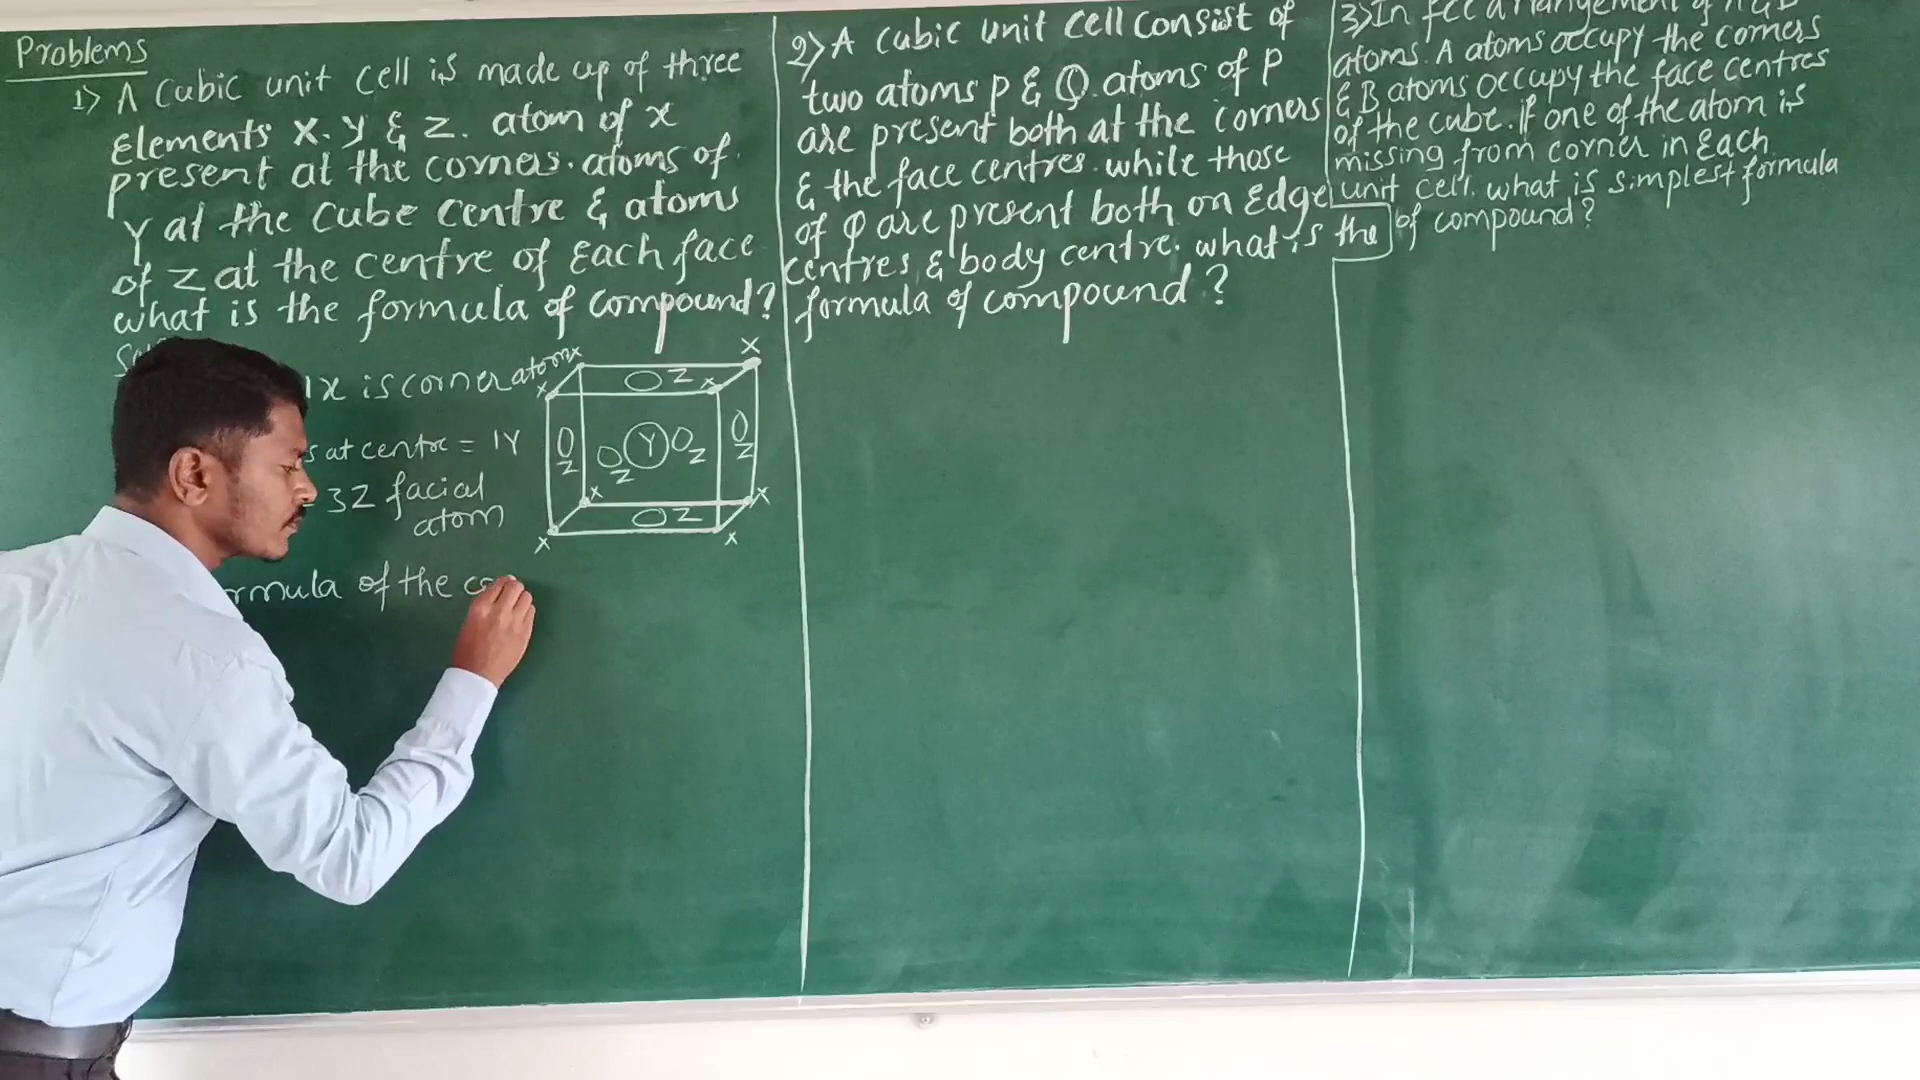 Problems
1) A cubic unit cell is made up of three
elements X. Y & Z. atom of x
present at the corners. atoms of
Y at the cube centre & atoms
of Z at the centre of Each face
what is the formula of compound?
1x is corner atom
s at centre = 1Y
= 3Z facial
atom
rmula of the co
x
x
x
x
Z
Z
Y
Z
Z
Z
x
x
Z
x
x
2) A cubic unit cell consist of
two atoms p & Q. atoms of p
are present both at the corners
& the face centres. while those
of Q are present both on Edge
centres & body centre. what is the
formula of compound?
3) In fcc arrangement of A & B
atoms. A atoms occupy the corners
& B atoms occupy the face centres
of the cube. if one of the atom is
missing from corner in Each
unit cell. what is simplest formula
of compound?